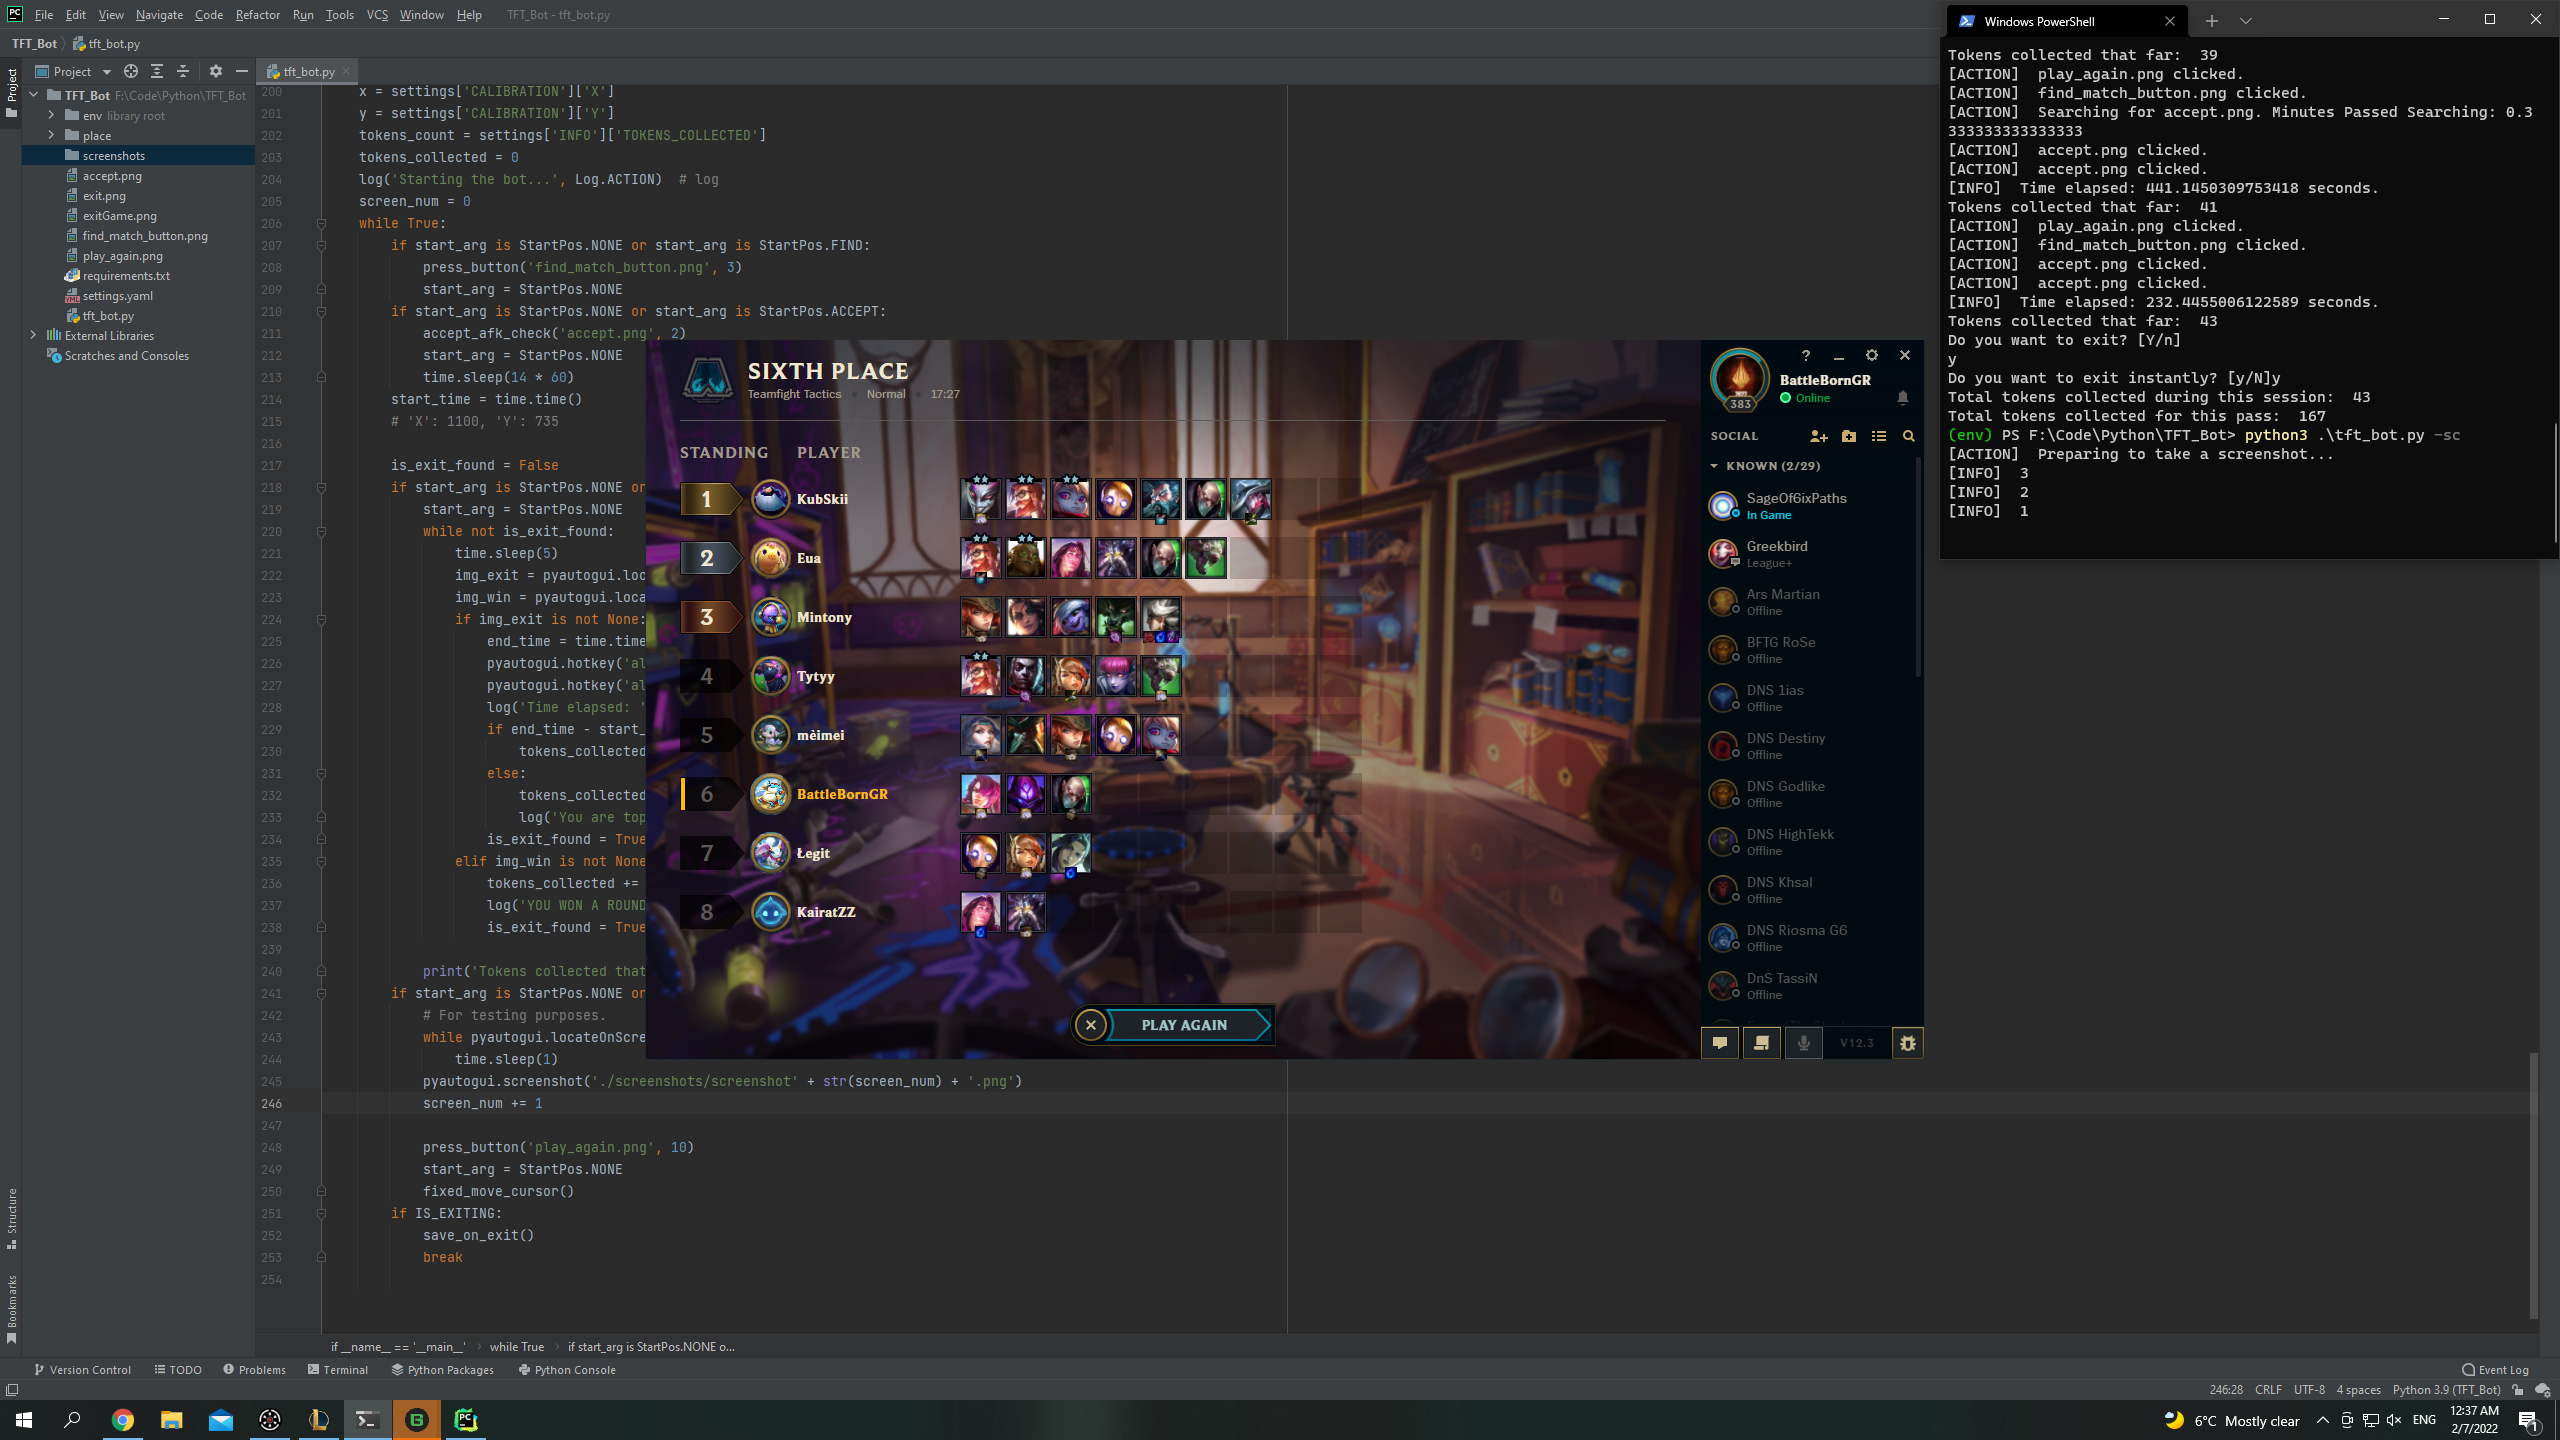 File Edit View Navigate Code Refactor Run Tools VCS Window Help TFT_Bot - tft_bot.py
TFT_Bot tft_bot.py
Project
tft_bot.py
Project
TFT_Bot F:\Code\Python\TFT_Bot
env library root
place
screenshots
accept.png
exit.png
exitGame.png
find_match_button.png
play_again.png
requirements.txt
settings.yaml
tft_bot.py
External Libraries
Scratches and Consoles
Structure
Bookmarks
200 x = settings['CALIBRATION']['X']
201 y = settings['CALIBRATION']['Y']
202 tokens_count = settings['INFO']['TOKENS_COLLECTED']
203 tokens_collected = 0
204 log('Starting the bot...', Log.ACTION)  # log
205 screen_num = 0
206 while True:
207 if start_arg is StartPos.NONE or start_arg is StartPos.FIND:
208 press_button('find_match_button.png', 3)
209 start_arg = StartPos.NONE
210 if start_arg is StartPos.NONE or start_arg is StartPos.ACCEPT:
211 accept_afk_check('accept.png', 2)
212 start_arg = StartPos.NONE
213 time.sleep(14 * 60)
214 start_time = time.time()
215 # 'X': 1100, 'Y': 735
216
217 is_exit_found = False
218 if start_arg is StartPos.NONE or
219 start_arg = StartPos.NONE
220 while not is_exit_found:
221 time.sleep(5)
222 img_exit = pyautogui.loc
223 img_win = pyautogui.loca
224 if img_exit is not None:
225 end_time = time.time
226 pyautogui.hotkey('al
227 pyautogui.hotkey('al
228 log('Time elapsed: '
229 if end_time - start_
230 tokens_collected
231 else:
232 tokens_collected
233 log('You are top
234 is_exit_found = True
235 elif img_win is not None
236 tokens_collected +=
237 log('YOU WON A ROUND
238 is_exit_found = True
239
240 print('Tokens collected that
241 if start_arg is StartPos.NONE or
242 # For testing purposes.
243 while pyautogui.locateOnScre
244 time.sleep(1)
245 pyautogui.screenshot('./screenshots/screenshot' + str(screen_num) + '.png')
246 screen_num += 1
247
248 press_button('play_again.png', 10)
249 start_arg = StartPos.NONE
250 fixed_move_cursor()
251 if IS_EXITING:
252 save_on_exit()
253 break
254
if __name__ == '__main__' while True if start_arg is StartPos.NONE o...
SIXTH PLACE
Teamfight Tactics Normal 17:27
STANDING PLAYER
1 KubSkii
2 Eua
3 Mintony
4 Tytyy
5 mèimei
6 BattleBornGR
7 Łegit
8 KairatZZ
PLAY AGAIN
383
BattleBornGR
Online
SOCIAL
KNOWN (2/29)
SageOf6ixPaths
In Game
Greekbird
League+
Ars Martian
Offline
BFTG RoSe
Offline
DNS 1ias
Offline
DNS Destiny
Offline
DNS Godlike
Offline
DNS HighTekk
Offline
DNS Khsal
Offline
DNS Riosma G6
Offline
DnS TassiN
Offline
V12.3
Windows PowerShell
Tokens collected that far:  39
[ACTION]  play_again.png clicked.
[ACTION]  find_match_button.png clicked.
[ACTION]  Searching for accept.png. Minutes Passed Searching: 0.3
333333333333333
[ACTION]  accept.png clicked.
[ACTION]  accept.png clicked.
[INFO]  Time elapsed: 441.1450309753418 seconds.
Tokens collected that far:  41
[ACTION]  play_again.png clicked.
[ACTION]  find_match_button.png clicked.
[ACTION]  accept.png clicked.
[ACTION]  accept.png clicked.
[INFO]  Time elapsed: 232.4455006122589 seconds.
Tokens collected that far:  43
Do you want to exit? [Y/n]
y
Do you want to exit instantly? [y/N]y
Total tokens collected during this session:  43
Total tokens collected for this pass:  167
(env) PS F:\Code\Python\TFT_Bot> python3 .\tft_bot.py -sc
[ACTION]  Preparing to take a screenshot...
[INFO]  3
[INFO]  2
[INFO]  1
Version Control TODO Problems Terminal Python Packages Python Console Event Log
246:28 CRLF UTF-8 4 spaces Python 3.9 (TFT_Bot)
6°C Mostly clear ENG
12:37 AM
2/7/2022
1